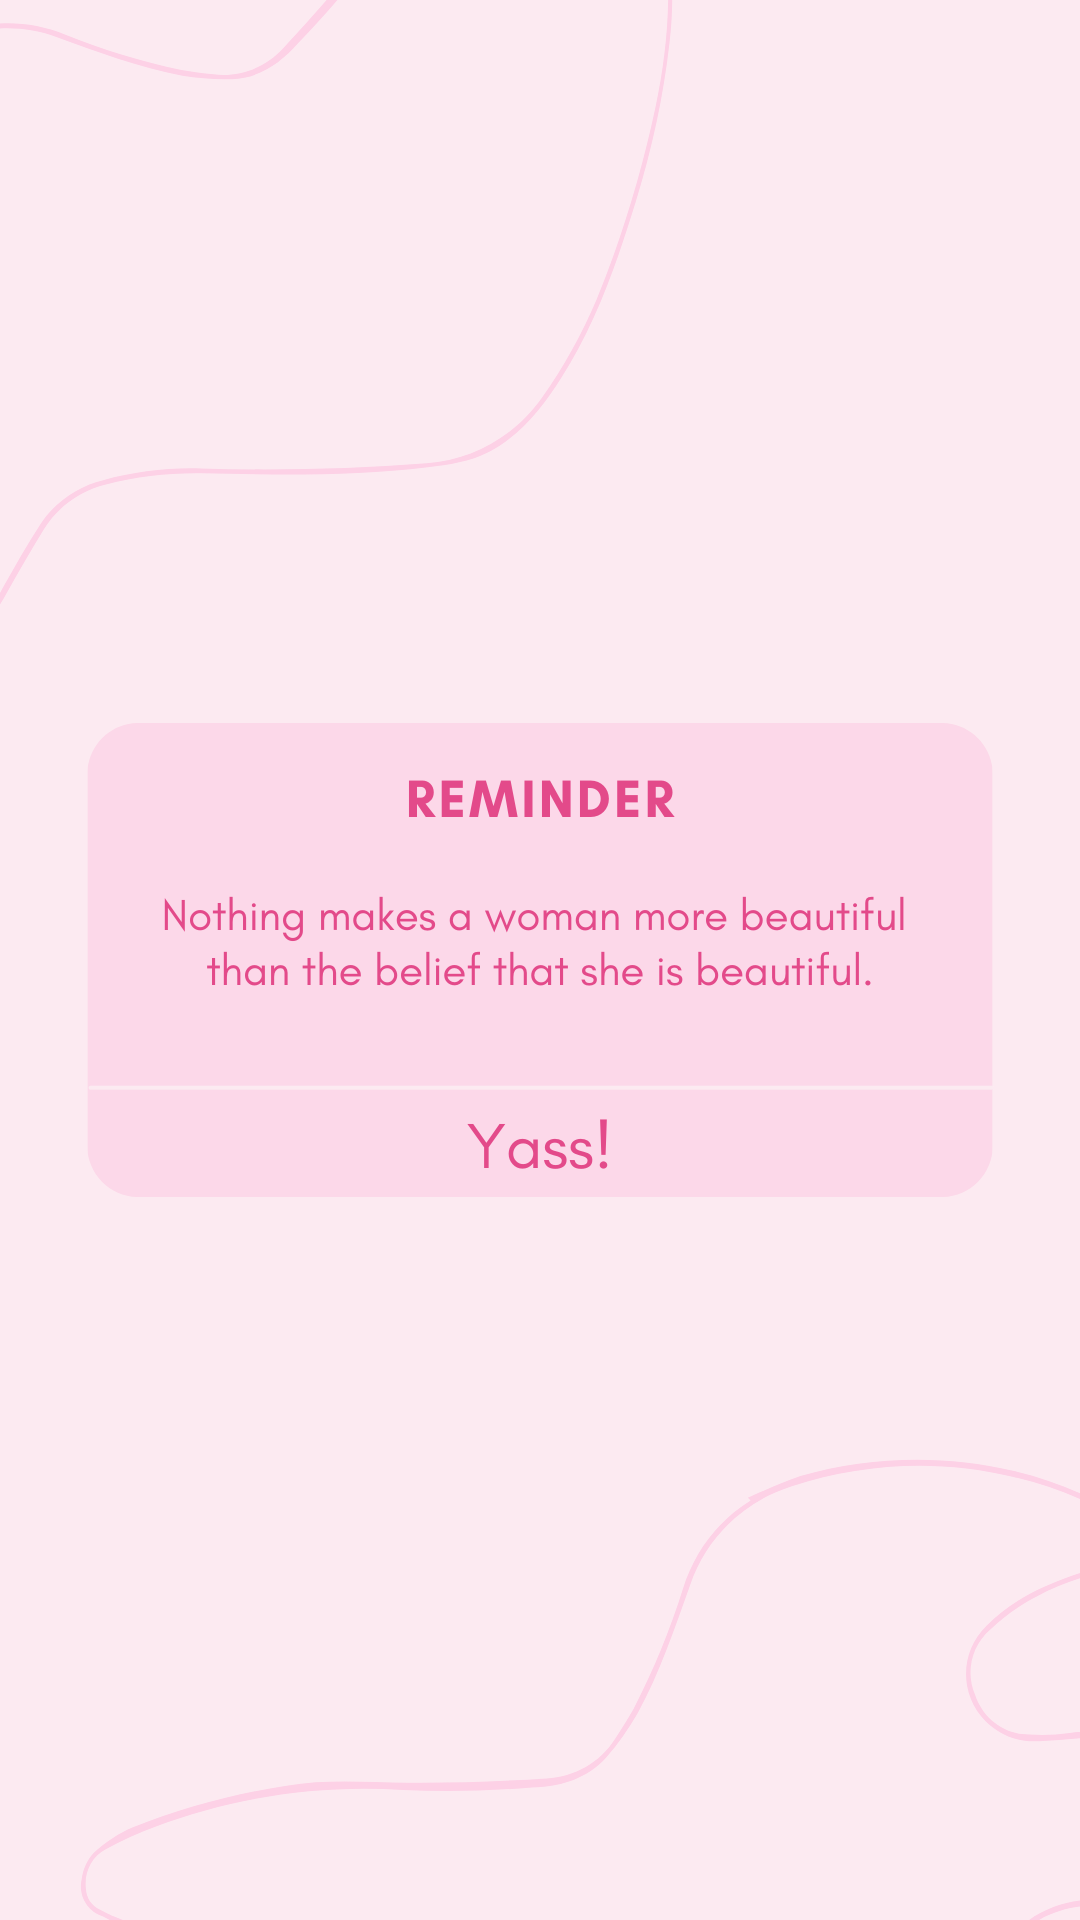 REMINDER
Nothing makes a woman more beautiful
than the belief that she is beautiful.
Yass!